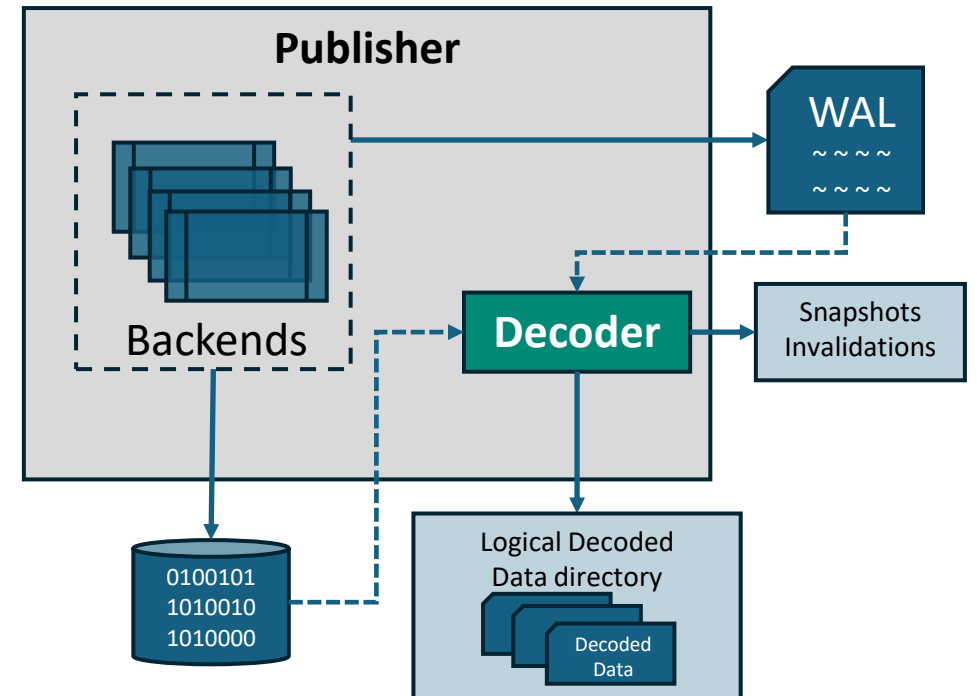 Publisher
WAL
~ ~ ~ ~
~ ~ ~ ~
Backends
Decoder
Snapshots
Invalidations
0100101
1010010
1010000
Logical Decoded
Data directory
Decoded
Data